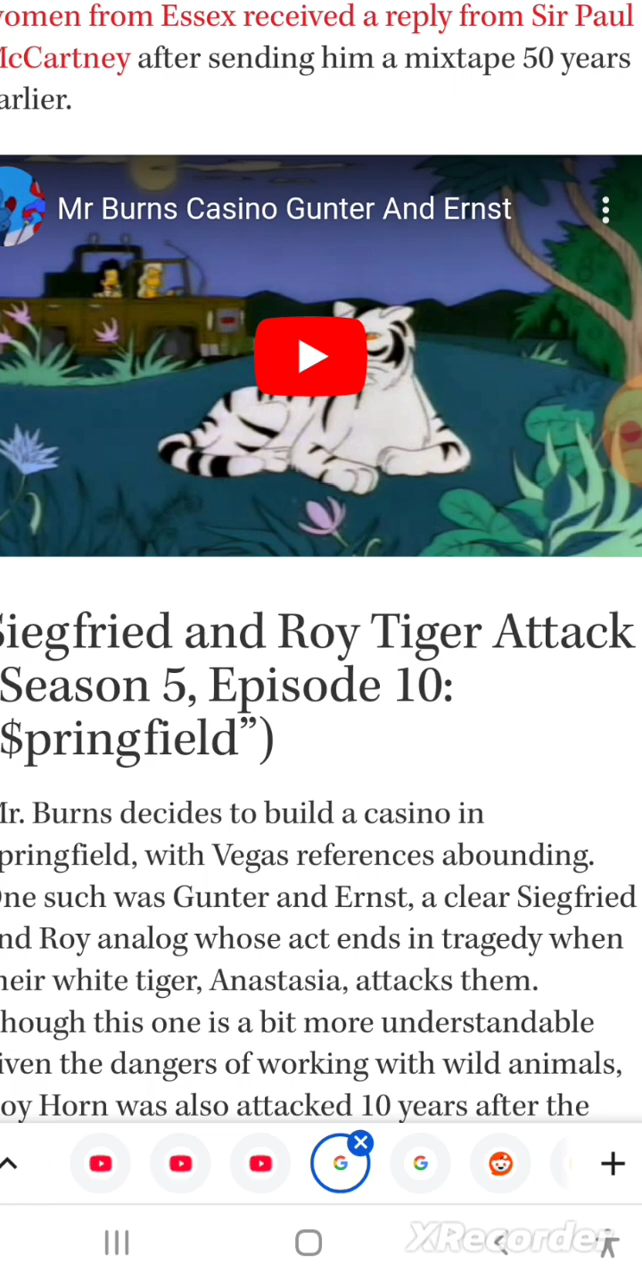 omen from Essex received a reply from Sir Paul
cCartney after sending him a mixtape 50 years
arlier.
Mr Burns Casino Gunter And Ernst
iegfried and Roy Tiger Attack
Season 5, Episode 10:
$pringfield”)
r. Burns decides to build a casino in
pringfield, with Vegas references abounding.
ne such was Gunter and Ernst, a clear Siegfried
nd Roy analog whose act ends in tragedy when
heir white tiger, Anastasia, attacks them.
hough this one is a bit more understandable
iven the dangers of working with wild animals,
oy Horn was also attacked 10 years after the
XRecorder